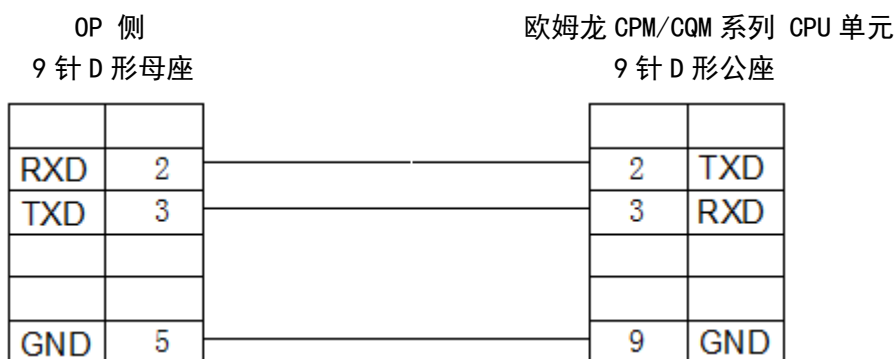 OP 侧 欧姆龙 CPM/CQM 系列 CPU 单元
9 针 D 形母座 9 针 D 形公座
RXD 2 2 TXD
TXD 3 3 RXD
GND 5 9 GND